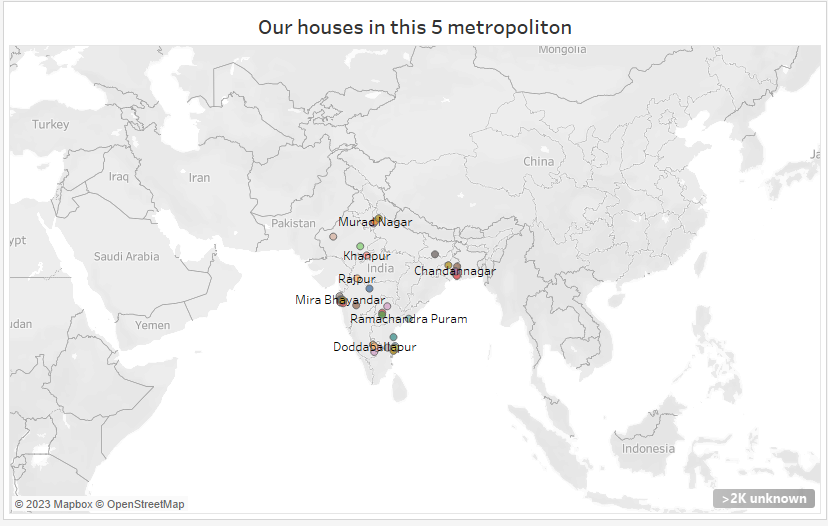 Our houses in this 5 metropoliton
Mongolia
Turkey
China
Ja
Iraq
Iran
Pakistan
Murad Nagar
ypt
Saudi Arabia
Khanpur
India
Chandannagar
Rajpur
Mira Bhayandar
Ramachandra Puram
udan
Yemen
Doddaballapur
Indonesia
>2K unknown
© 2023 Mapbox © OpenStreetMap